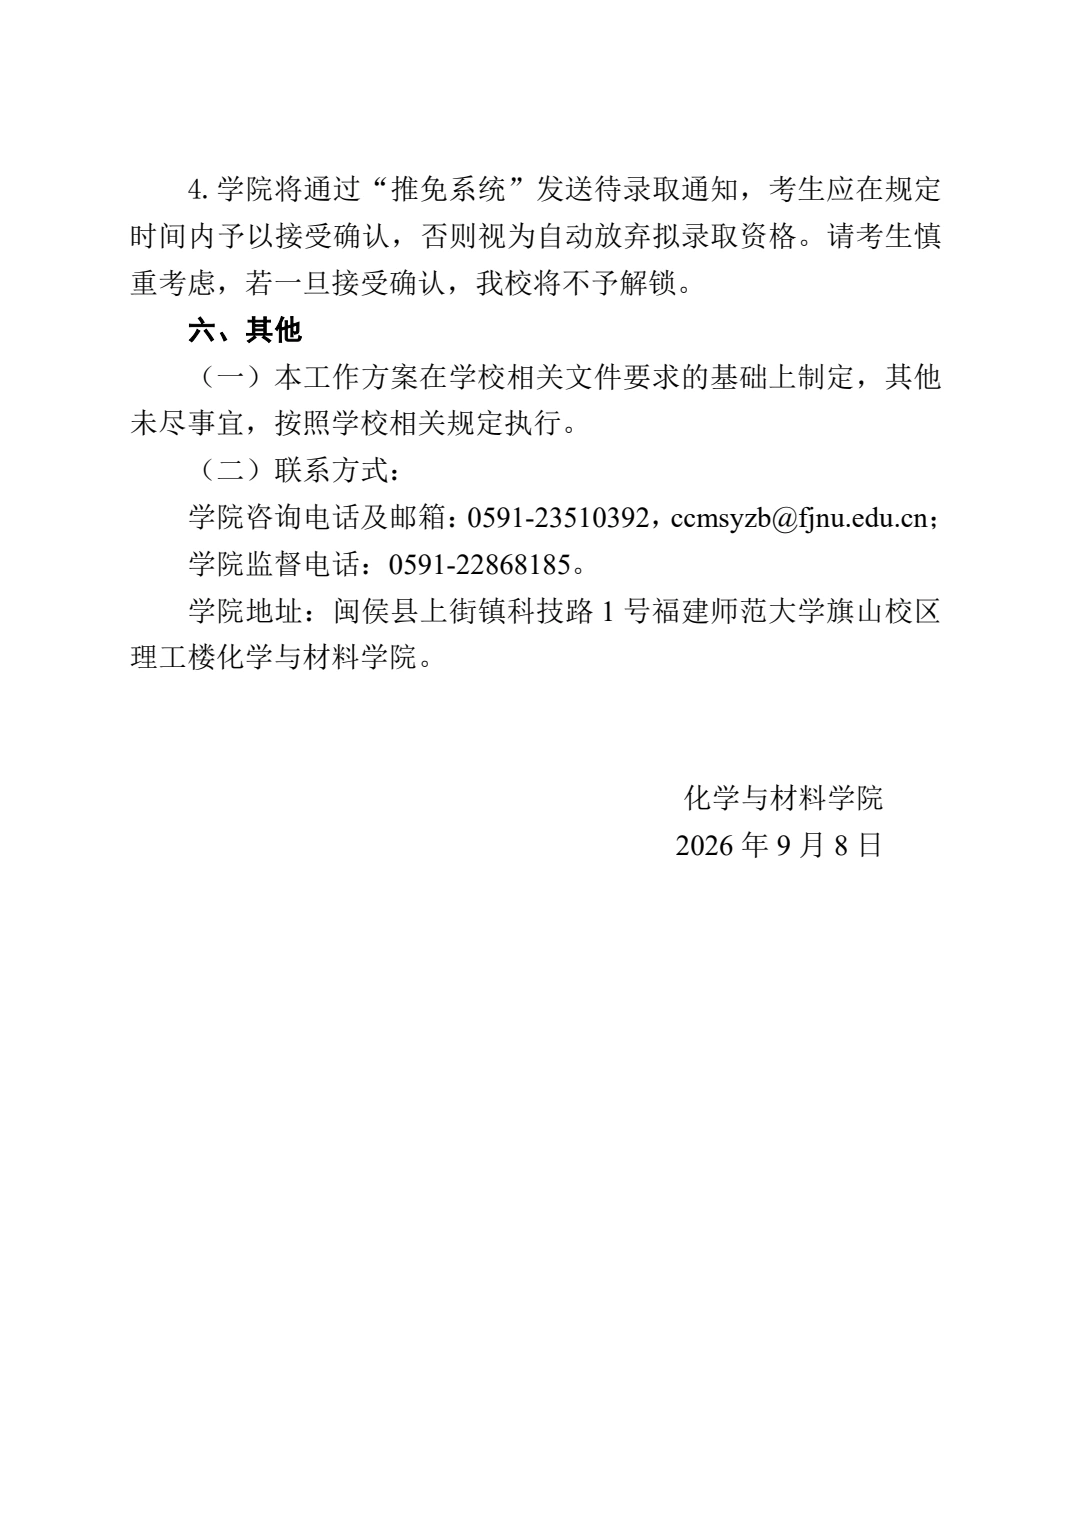 4. 学院将通过“推免系统”发送待录取通知，考生应在规定
时间内予以接受确认，否则视为自动放弃拟录取资格。请考生慎
重考虑，若一旦接受确认，我校将不予解锁。
六、其他
（一）本工作方案在学校相关文件要求的基础上制定，其他
未尽事宜，按照学校相关规定执行。
（二）联系方式：
学院咨询电话及邮箱：0591-23510392，ccmsyzb@fjnu.edu.cn；
学院监督电话：0591-22868185。
学院地址：闽侯县上街镇科技路 1 号福建师范大学旗山校区
理工楼化学与材料学院。
化学与材料学院
2026 年 9 月 8 日